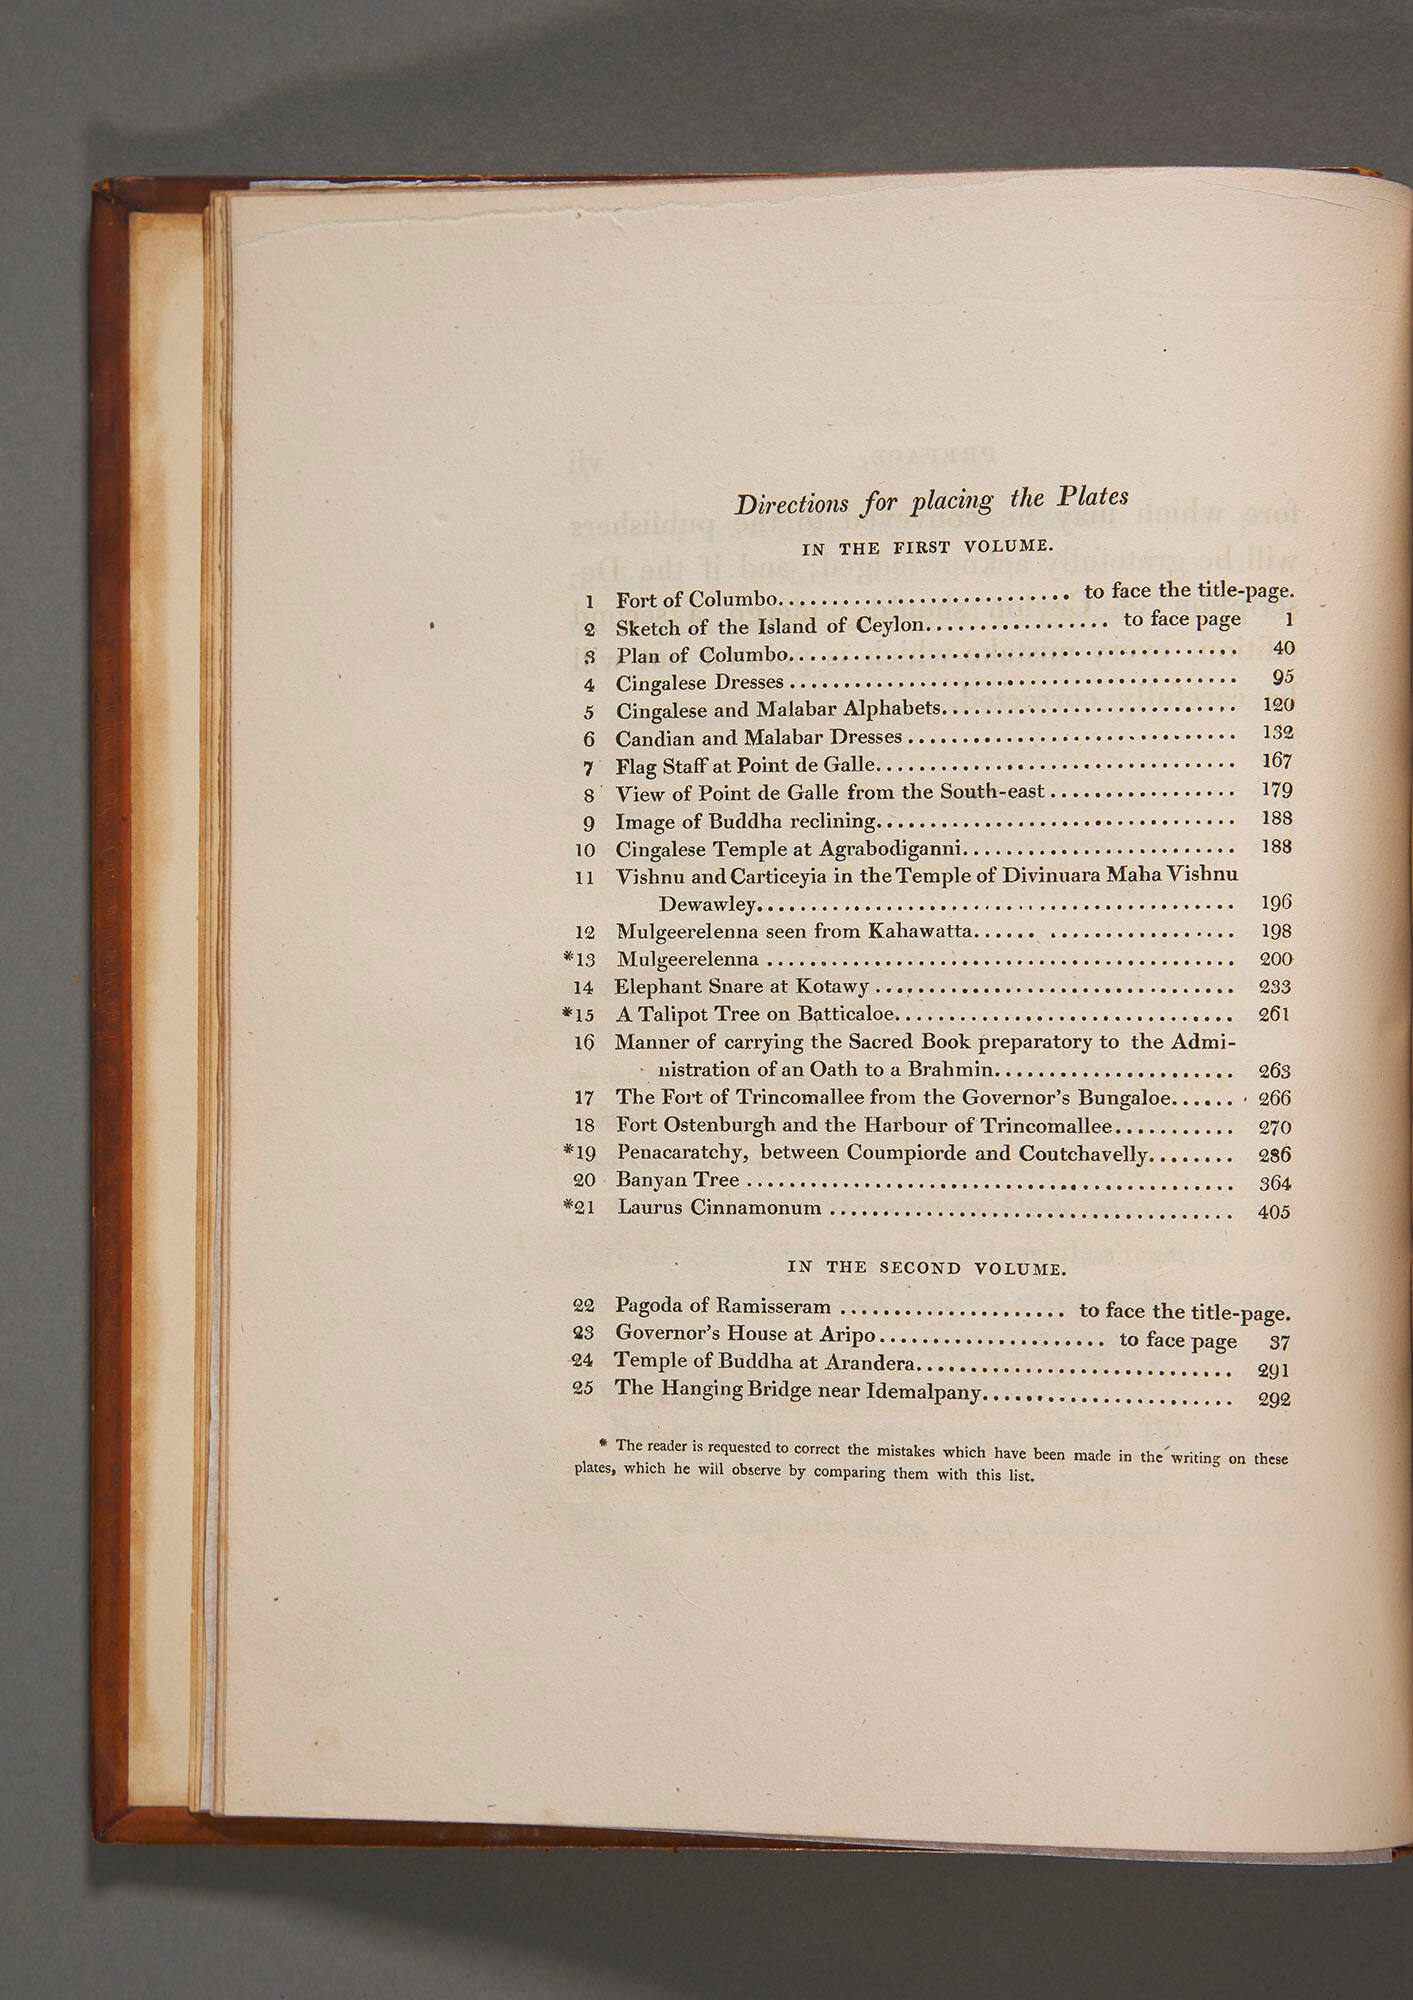 Directions for placing the Plates
IN THE FIRST VOLUME.
1 Fort of Columbo........................... to face the title-page.
2 Sketch of the Island of Ceylon................. to face page 1
3 Plan of Columbo.......................................... 40
4 Cingalese Dresses .......................................... 95
5 Cingalese and Malabar Alphabets........................... 120
6 Candian and Malabar Dresses ............................... 132
7 Flag Staff at Point de Galle.................................. 167
8 View of Point de Galle from the South-east................. 179
9 Image of Buddha reclining.................................. 188
10 Cingalese Temple at Agrabodiganni.......................... 188
11 Vishnu and Carticeyia in the Temple of Divinuara Maha Vishnu
Dewawley............................................. 196
12 Mulgeerelenna seen from Kahawatta...... .................. 198
*13 Mulgeerelenna ............................................ 200
14 Elephant Snare at Kotawy .................................. 233
*15 A Talipot Tree on Batticaloe................................ 261
16 Manner of carrying the Sacred Book preparatory to the Admi-
nistration of an Oath to a Brahmin....................... 263
17 The Fort of Trincomallee from the Governor's Bungaloe...... 266
18 Fort Ostenburgh and the Harbour of Trincomallee........... 270
*19 Penacaratchy, between Coumpiorde and Coutchavelly........ 286
20 Banyan Tree .............................................. 364
*21 Laurus Cinnamonum ...................................... 405
IN THE SECOND VOLUME.
22 Pagoda of Ramisseram ..................... to face the title-page.
23 Governor's House at Aripo..................... to face page 37
24 Temple of Buddha at Arandera.............................. 291
25 The Hanging Bridge near Idemalpany........................ 292
* The reader is requested to correct the mistakes which have been made in the writing on these
plates, which he will observe by comparing them with this list.